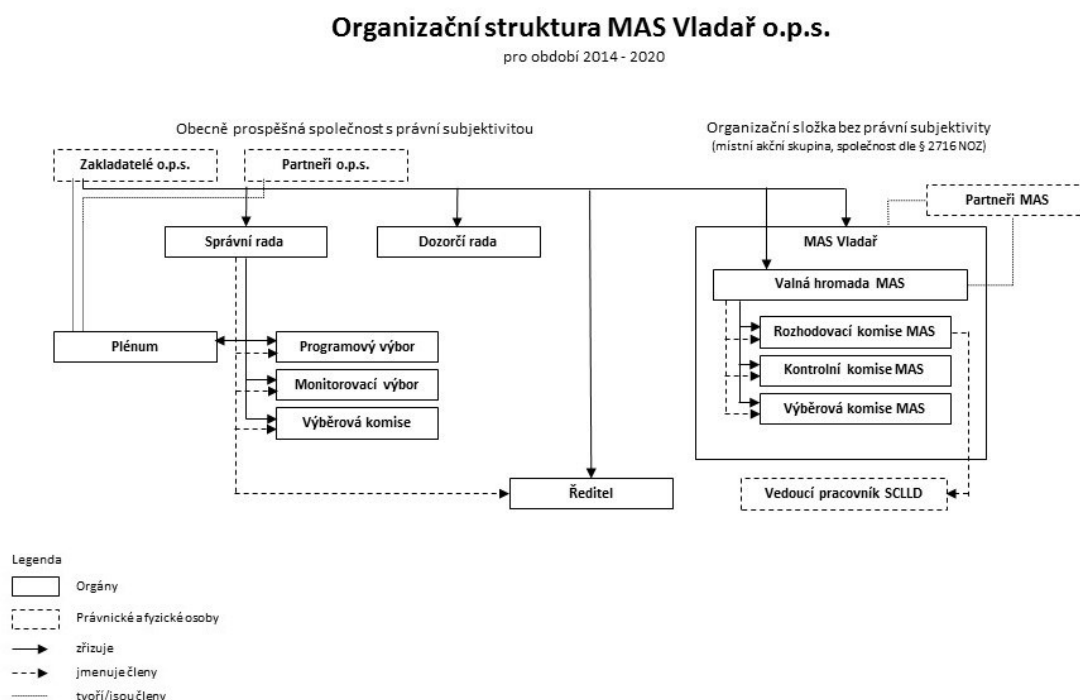 Organizační struktura MAS Vladař o.p.s.
pro období 2014 - 2020
Obecně prospěšná společnost s právní subjektivitou
Organizační složka bez právní subjektivity
(místní akční skupina, společnost dle § 2716 NOZ)
Zakladatelé o.p.s.
Partneři o.p.s.
Partneři MAS
Správní rada
Dozorčí rada
MAS Vladař
Valná hromada MAS
Plénum
Programový výbor
Monitorovací výbor
Výběrová komise
Rozhodovací komise MAS
Kontrolní komise MAS
Výběrová komise MAS
Ředitel
Vedoucí pracovník SCLLD
Legenda
Orgány
Právnické a fyzické osoby
zřizuje
jmenuje členy
tvoří/jsou členy